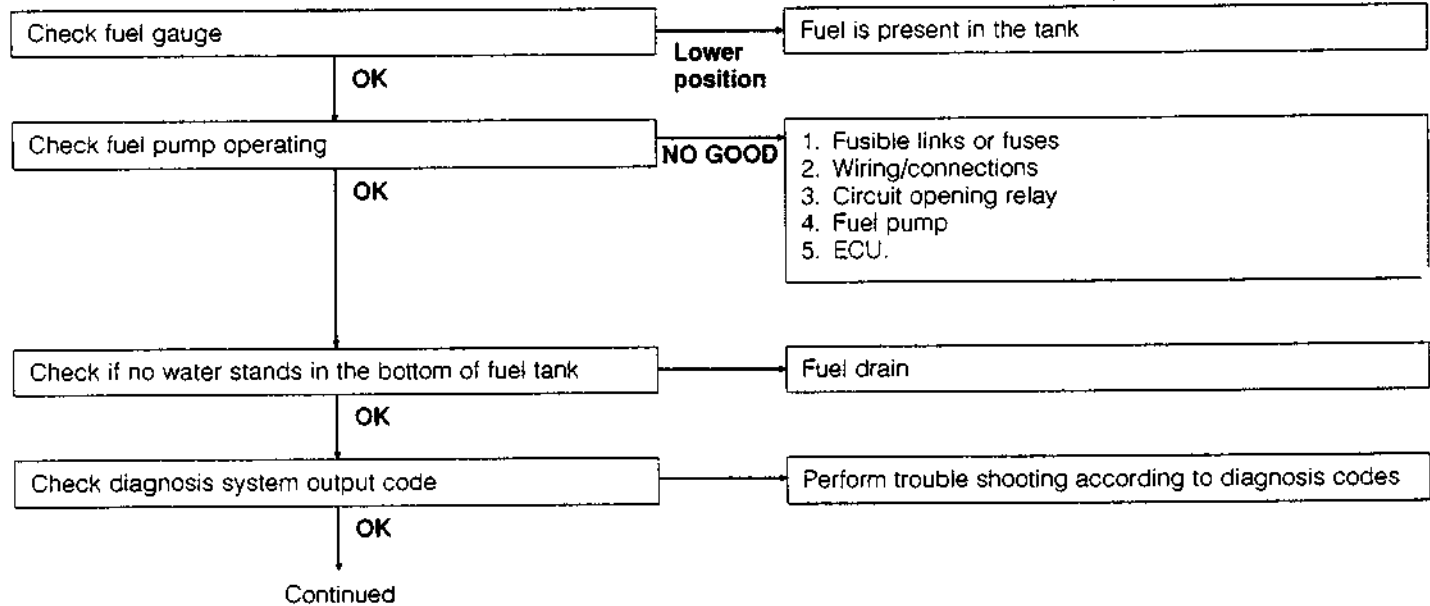 Check fuel gauge
Fuel is present in the tank
Lower
position
OK
Check fuel pump operating
NO GOOD
1. Fusible links or fuses
2. Wiring/connections
3. Circuit opening relay
4. Fuel pump
5. ECU.
OK
Check if no water stands in the bottom of fuel tank
Fuel drain
OK
Check diagnosis system output code
Perform trouble shooting according to diagnosis codes
OK
Continued